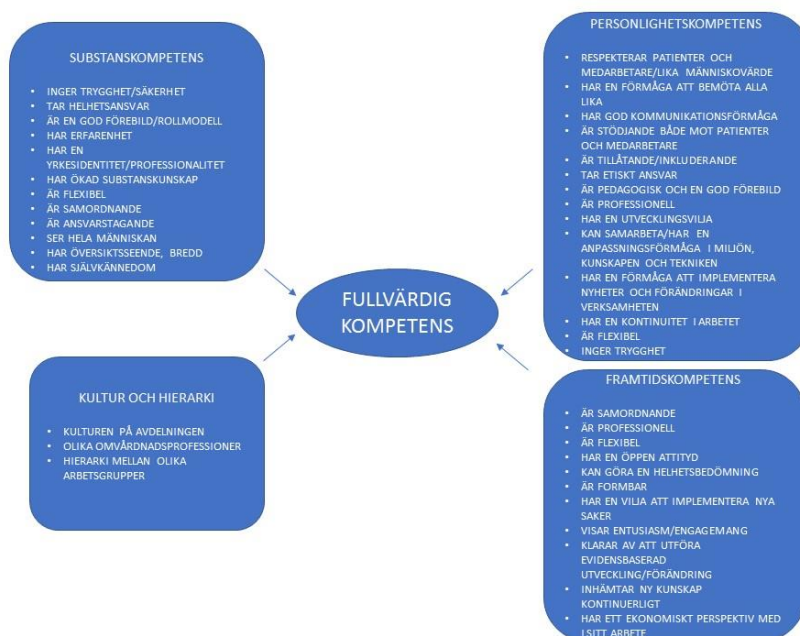 SUBSTANSKOMPETENS
• INGER TRYGGHET/SÄKERHET
• TAR HELHETSANSVAR
• ÄR EN GOD FÖREBILD/ROLLMODELL
• HAR ERFARENHET
• HAR EN
YRKESIDENTITET/PROFESSIONALITET
• HAR ÖKAD SUBSTANSKUNSKAP
• ÄR FLEXIBEL
• ÄR SAMORDNANDE
• ÄR ANSVARSTAGANDE
• SER HELA MÄNNISKAN
• HAR ÖVERSIKTSSEENDE, BREDD
• HAR SJÄLVKÄNNEDOM
PERSONLIGHETSKOMPETENS
• RESPEKTERAR PATIENTER OCH
MEDARBETARE/LIKA MÄNNISKOVÄRDE
• HAR EN FÖRMÅGA ATT BEMÖTA ALLA
LIKA
• HAR GOD KOMMUNIKATIONSFÖRMÅGA
• ÄR STÖDJANDE BÅDE MOT PATIENTER
OCH MEDARBETARE
• ÄR TILLÅTANDE/INKLUDERANDE
• TAR ETISKT ANSVAR
• ÄR PEDAGOGISK OCH EN GOD FÖREBILD
• ÄR PROFESSIONELL
• HAR EN UTVECKLINGSVILJA
• KAN SAMARBETA/HAR EN
ANPASSNINGSFÖRMÅGA I MILJÖN,
KUNSKAPEN OCH TEKNIKEN
• HAR EN FÖRMÅGA ATT IMPLEMENTERA
NYHETER OCH FÖRÄNDRINGAR I
VERKSAMHETEN
• HAR EN KONTINUITET I ARBETET
• ÄR FLEXIBEL
• INGER TRYGGHET
FULLVÄRDIG
KOMPETENS
KULTUR OCH HIERARKI
• KULTUREN PÅ AVDELNINGEN
• OLIKA OMVÅRDNADSPROFESSIONER
• HIERARKI MELLAN OLIKA
ARBETSGRUPPER
FRAMTIDSKOMPETENS
• ÄR SAMORDNANDE
• ÄR PROFESSIONELL
• ÄR FLEXIBEL
• HAR EN ÖPPEN ATTITYD
• KAN GÖRA EN HELHETSBEDÖMNING
• ÄR FORMBAR
• HAR EN VILJA ATT IMPLEMENTERA NYA
SAKER
• VISAR ENTUSIASM/ENGAGEMANG
• KLARAR AV ATT UTFÖRA
EVIDENSBASERAD
UTVECKLING/FÖRÄNDRING
• INHÄMTAR NY KUNSKAP
KONTINUERLIGT
• HAR ETT EKONOMISKT PERSPEKTIV MED
I SITT ARBETE